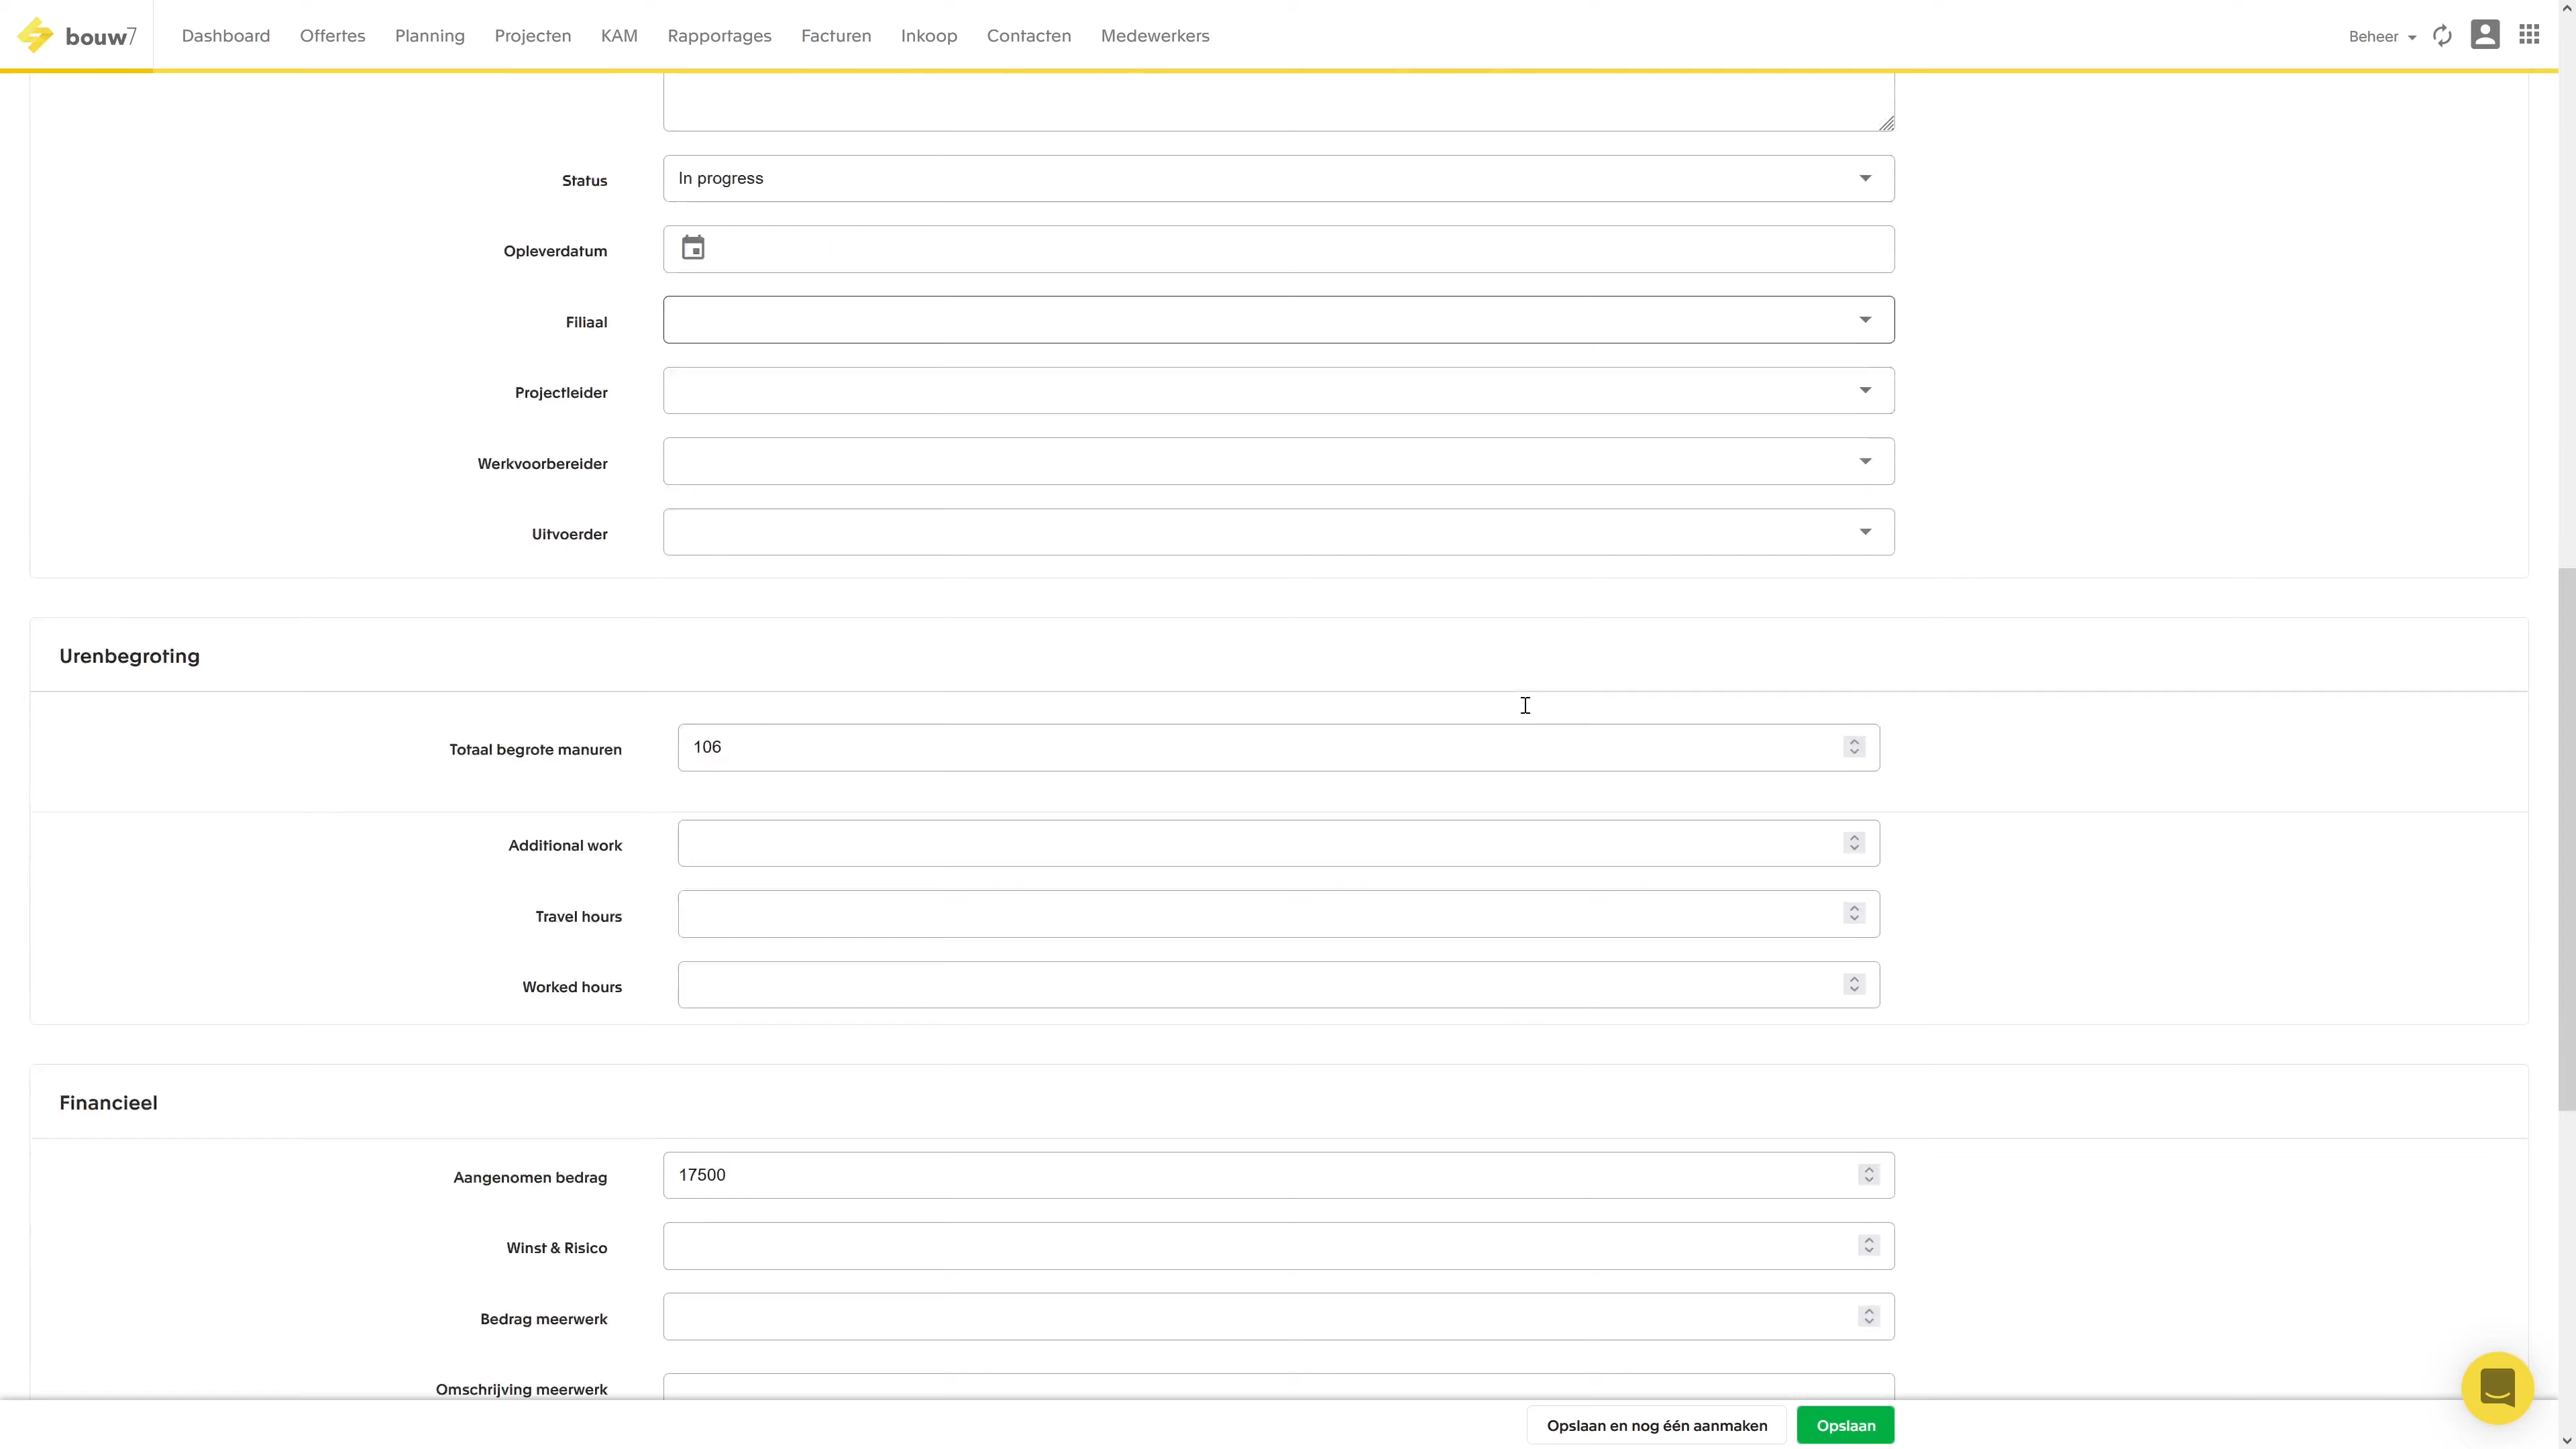 bouw7 Dashboard Offertes Planning Projecten KAM Rapportages Facturen Inkoop Contacten Medewerkers Beheer
Status In progress
Opleverdatum
Filiaal
Projectleider
Werkvoorbereider
Uitvoerder
Urenbegroting
Totaal begrote manuren 106
Additional work
Travel hours
Worked hours
Financieel
Aangenomen bedrag 17500
Winst & Risico
Bedrag meerwerk
Omschrijving meerwerk
Opslaan en nog één aanmaken Opslaan